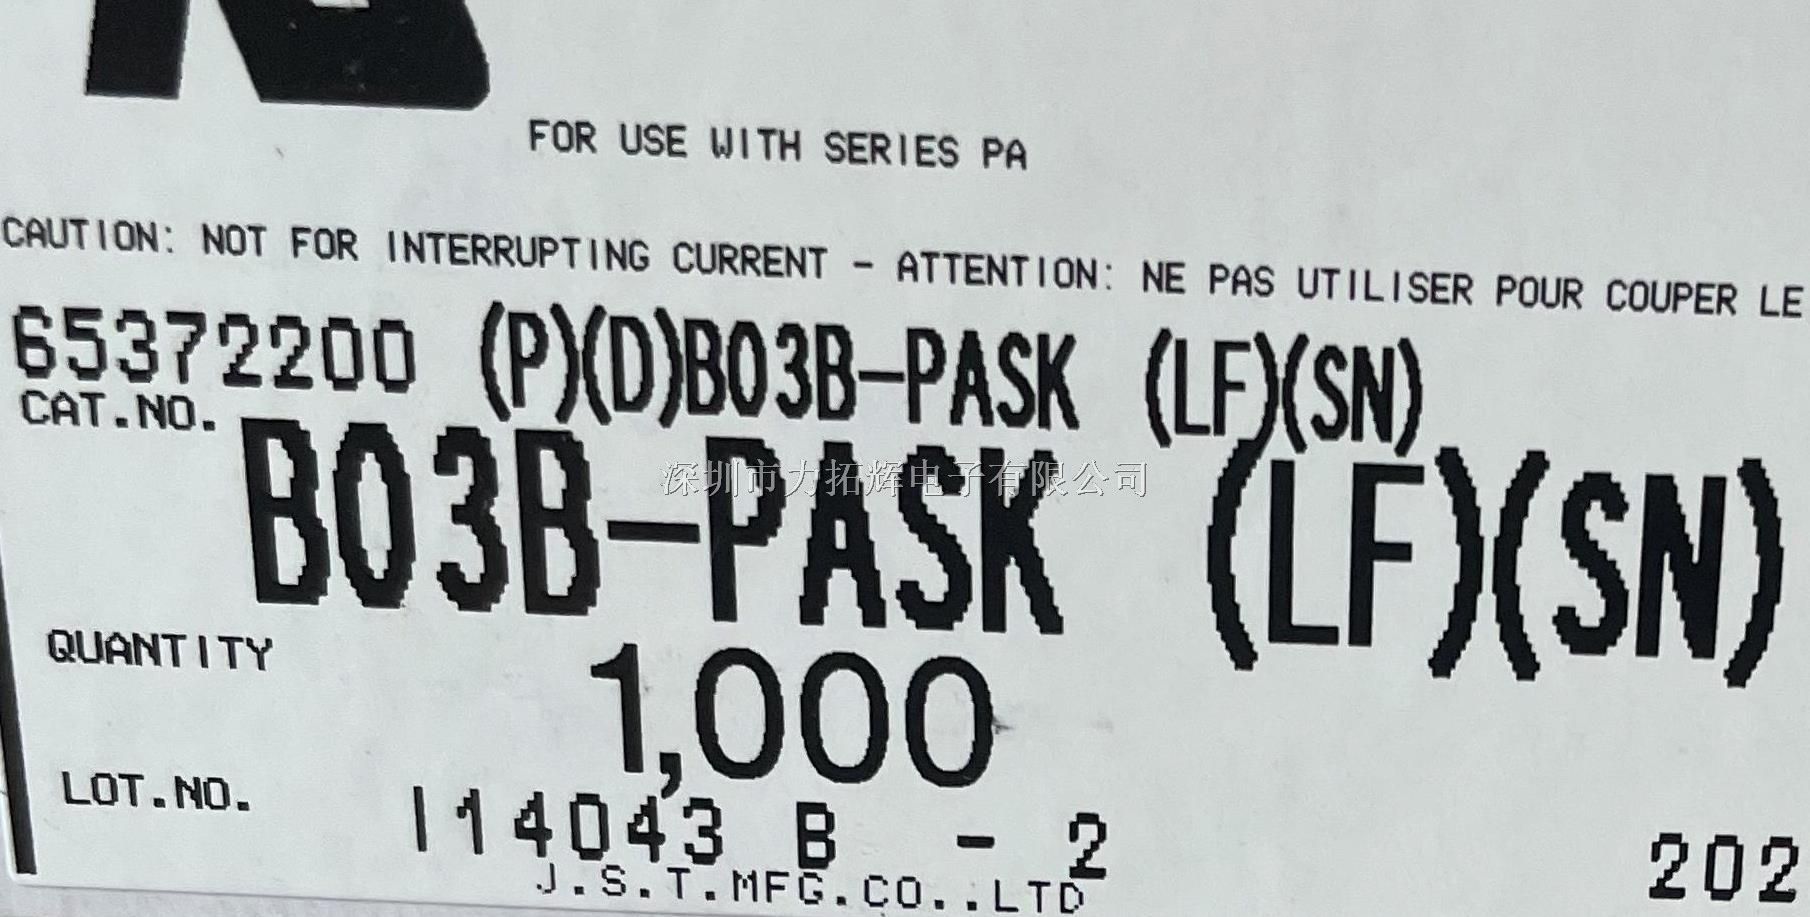 FOR USE WITH SERIES PA
CAUTION: NOT FOR INTERRUPTING CURRENT - ATTENTION: NE PAS UTILISER POUR COUPER LE
65372200 (P)(D)B03B-PASK (LF)(SN)
CAT.NO.
B03B-PASK (LF)(SN)
深圳市力拓辉电子有限公司
QUANTITY 1,000
LOT.NO. I14043 B - 2
J.S.T.MFG.CO.,LTD
202